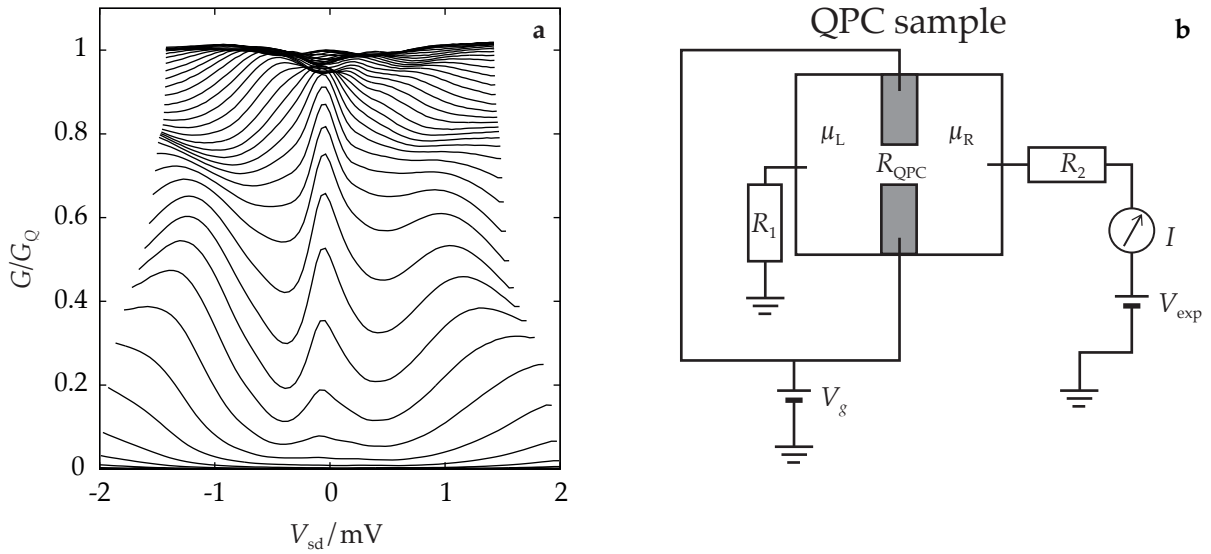 a
1
0.8
0.6
0.4
0.2
0
G/G_Q
-2
-1
0
1
2
V_sd/mV
QPC sample
b
μ_L
μ_R
R_QPC
R_1
R_2
I
V_exp
V_g